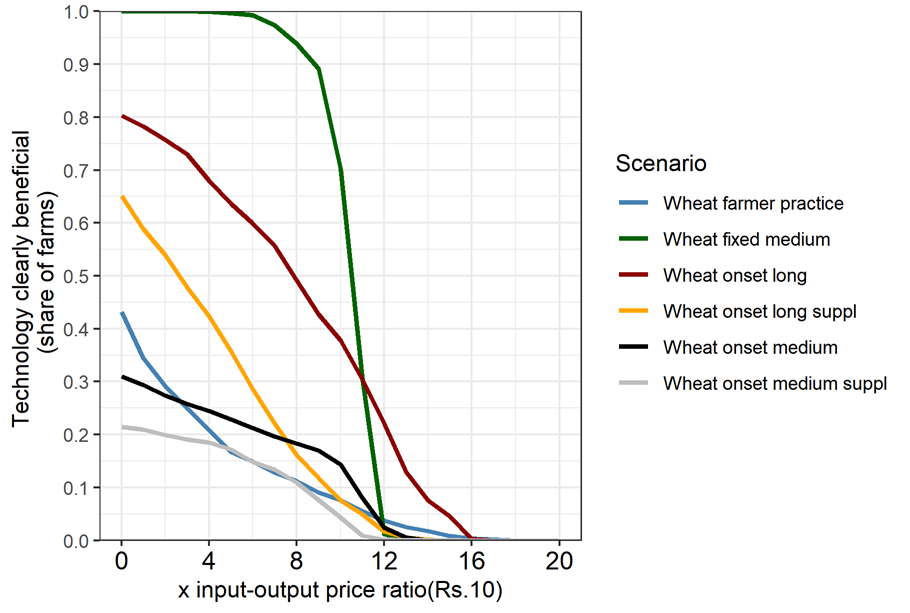 Technology clearly beneficial
(share of farms)
1.0
0.9
0.8
0.7
0.6
0.5
0.4
0.3
0.2
0.1
0.0
0 4 8 12 16 20
x input-output price ratio(Rs.10)
Scenario
Wheat farmer practice
Wheat fixed medium
Wheat onset long
Wheat onset long suppl
Wheat onset medium
Wheat onset medium suppl